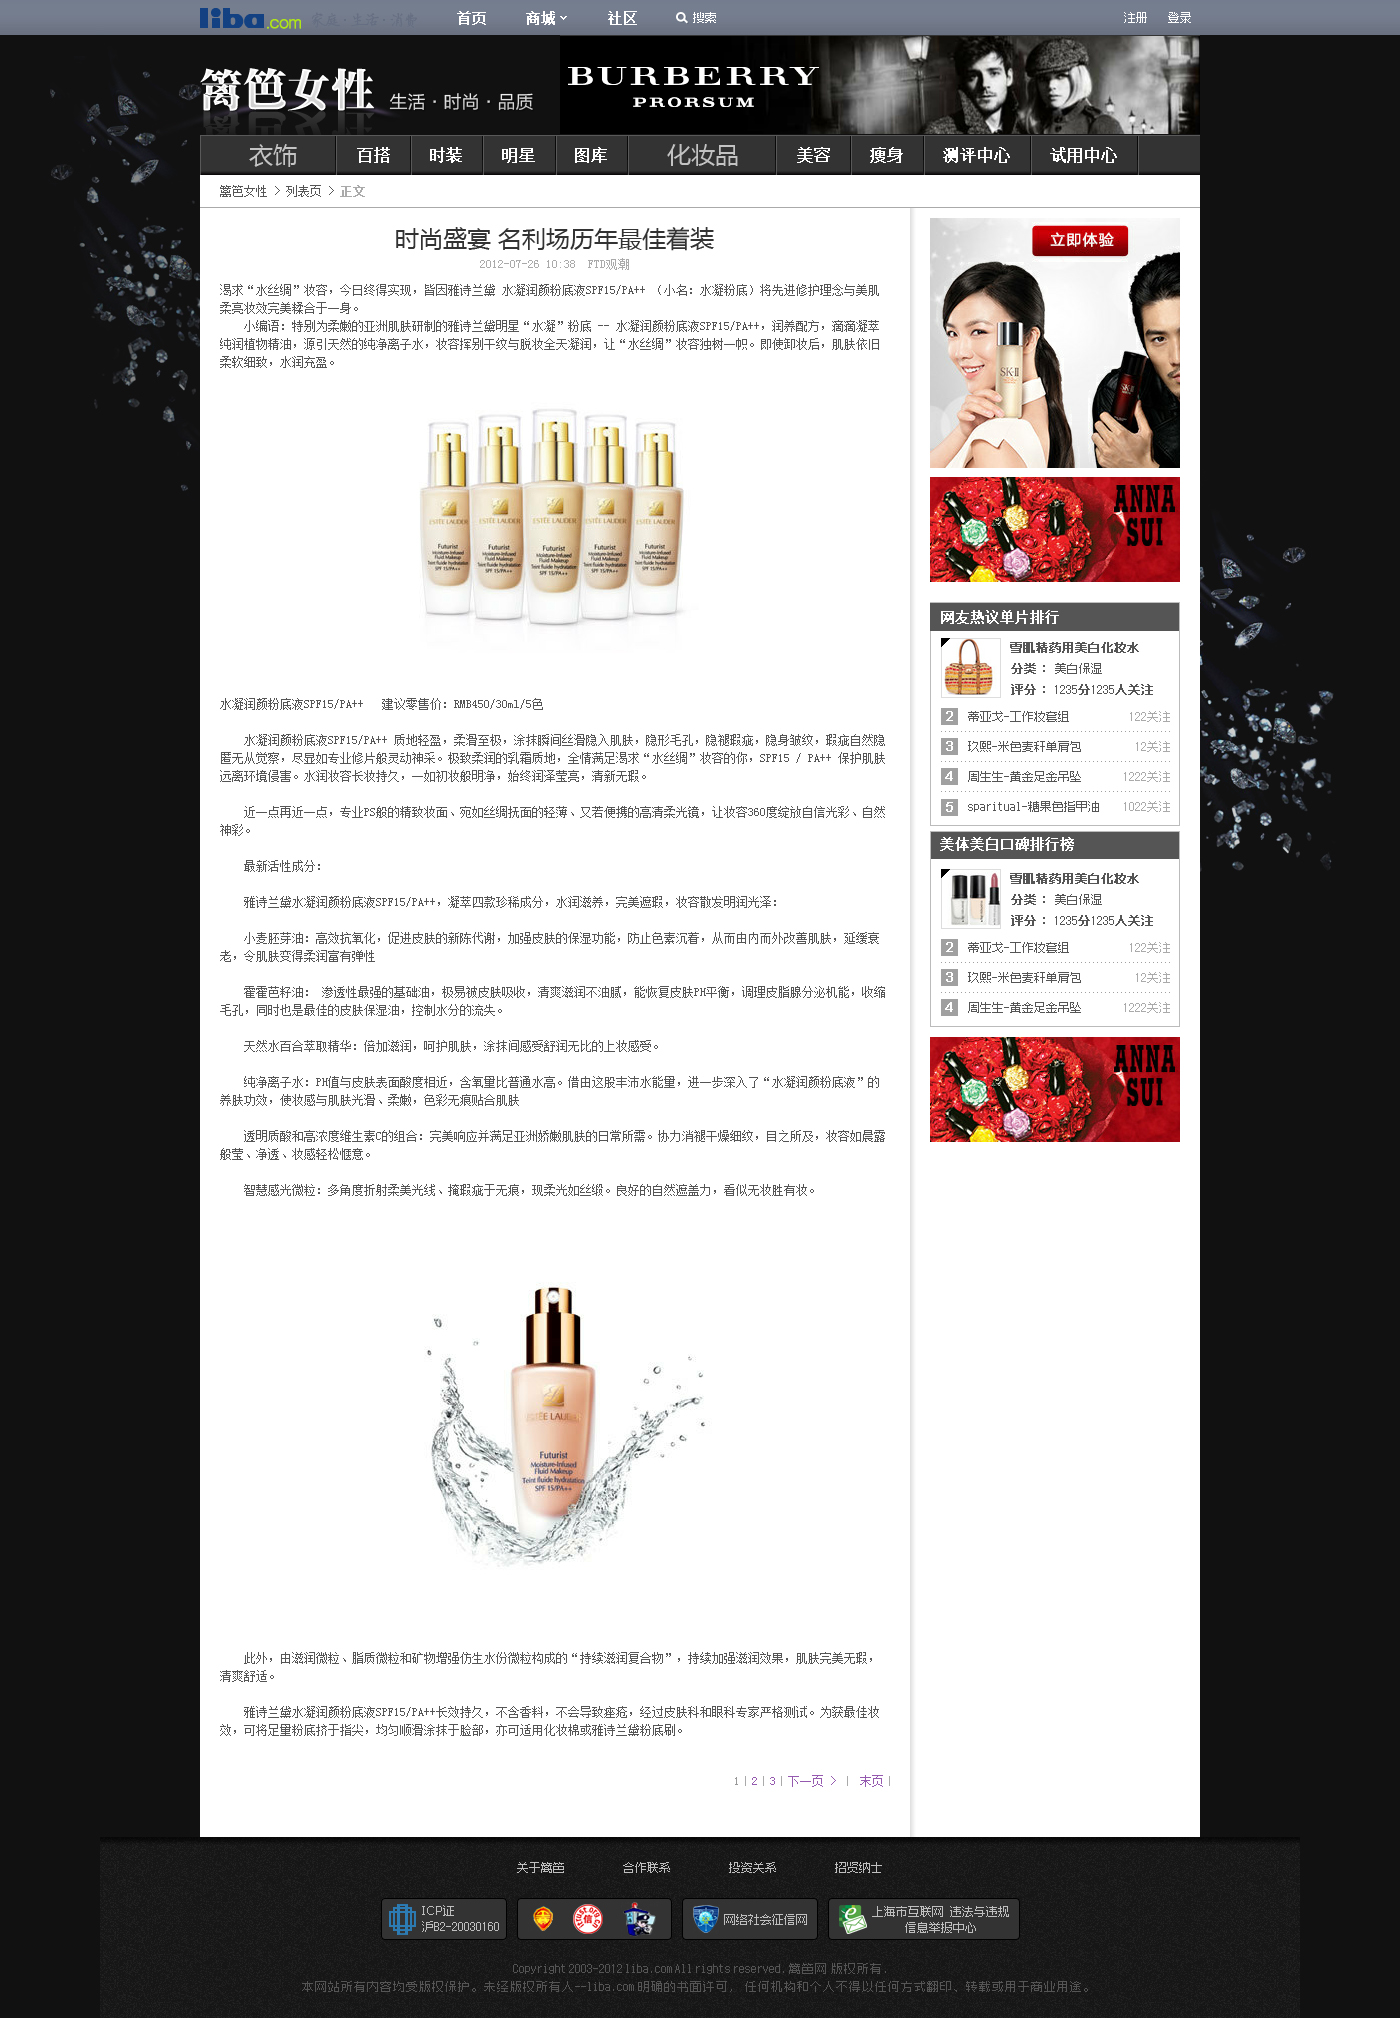 liba.com 家庭·生活·消费
首页 商城 社区 搜索 注册 登录
篱笆女性 生活·时尚·品质
BURBERRY
PRORSUM
衣饰 百搭 时装 明星 图库 化妆品 美容 瘦身 测评中心 试用中心
篱笆女性 > 列表页 > 正文
时尚盛宴 名利场历年最佳着装
2012-07-26 10:38 FTD观潮
渴求“水丝绸”妆容，今日终得实现，皆因雅诗兰黛 水凝润颜粉底液SPF15/PA++ （小名：水凝粉底）将先进修护理念与美肌
柔亮妆效完美糅合于一身。
小编语：特别为柔嫩的亚洲肌肤研制的雅诗兰黛明星“水凝”粉底 -- 水凝润颜粉底液SPF15/PA++，润养配方，滴滴凝萃
纯润植物精油，源引天然的纯净离子水，妆容挥别干纹与脱妆全天凝润，让“水丝绸”妆容独树一帜。即使卸妆后，肌肤依旧
柔软细致，水润充盈。
ESTEE LAUDER
Futurist
Moisture-Infused
Fluid Makeup
Teint fluide hydratation
SPF 15/PA++
水凝润颜粉底液SPF15/PA++ 建议零售价：RMB450/30ml/5色
水凝润颜粉底液SPF15/PA++ 质地轻盈，柔滑至极，涂抹瞬间丝滑隐入肌肤，隐形毛孔，隐褪瑕疵，隐身皱纹，瑕疵自然隐
匿无从觉察，尽显如专业修片般灵动神采。极致柔润的乳霜质地，全情满足渴求“水丝绸”妆容的你，SPF15 / PA++ 保护肌肤
远离环境侵害。水润妆容长妆持久，一如初妆般明净，始终润泽莹亮，清新无瑕。
近一点再近一点，专业PS般的精致妆面、宛如丝绸抚面的轻薄、又若便携的高清柔光镜，让妆容360度绽放自信光彩、自然
神彩。
最新活性成分：
雅诗兰黛水凝润颜粉底液SPF15/PA++，凝萃四款珍稀成分，水润滋养，完美遮瑕，妆容散发明润光泽：
小麦胚芽油：高效抗氧化，促进皮肤的新陈代谢，加强皮肤的保湿功能，防止色素沉着，从而由内而外改善肌肤，延缓衰
老，令肌肤变得柔润富有弹性
霍霍芭籽油： 渗透性最强的基础油，极易被皮肤吸收，清爽滋润不油腻，能恢复皮肤PH平衡，调理皮脂腺分泌机能，收缩
毛孔，同时也是最佳的皮肤保湿油，控制水分的流失。
天然水百合萃取精华：倍加滋润，呵护肌肤，涂抹间感受舒润无比的上妆感受。
纯净离子水：PH值与皮肤表面酸度相近，含氧量比普通水高。借由这股丰沛水能量，进一步深入了“水凝润颜粉底液”的
养肤功效，使妆感与肌肤光滑、柔嫩，色彩无痕贴合肌肤
透明质酸和高浓度维生素C的组合：完美响应并满足亚洲娇嫩肌肤的日常所需。协力消褪干燥细纹，目之所及，妆容如晨露
般莹、净透、妆感轻松惬意。
智慧感光微粒：多角度折射柔美光线、掩瑕疵于无痕，现柔光如丝缎。良好的自然遮盖力，看似无妆胜有妆。
ESTEE LAUDER
Futurist
Moisture-Infused
Fluid Makeup
Teint fluide hydratation
SPF 15/PA++
此外，由滋润微粒、脂质微粒和矿物增强仿生水份微粒构成的“持续滋润复合物”，持续加强滋润效果，肌肤完美无瑕，
清爽舒适。
雅诗兰黛水凝润颜粉底液SPF15/PA++长效持久，不含香料，不会导致痤疮，经过皮肤科和眼科专家严格测试。为获最佳妆
效，可将足量粉底挤于指尖，均匀顺滑涂抹于脸部，亦可适用化妆棉或雅诗兰黛粉底刷。
1 | 2 | 3 | 下一页 > | 末页 |
立即体验
SK-II
SK-II
ANNA
SUI
网友热议单片排行
雪肌精药用美白化妆水
分类 ： 美白保湿
评分 ： 1235分1235人关注
2 蒂亚戈-工作妆套组 122关注
3 玖熙-米色麦秆单肩包 12关注
4 周生生-黄金足金吊坠 1222关注
5 sparitual-糖果色指甲油 1022关注
美体美白口碑排行榜
雪肌精药用美白化妆水
分类 ： 美白保湿
评分 ： 1235分1235人关注
2 蒂亚戈-工作妆套组 122关注
3 玖熙-米色麦秆单肩包 12关注
4 周生生-黄金足金吊坠 1222关注
ANNA
SUI
关于篱笆 合作联系 投资关系 招贤纳士
ICP证
沪B2-20030160
网络社会征信网
上海市互联网 违法与违规
信息举报中心
Copyright 2003-2012 liba.com All rights reserved. 篱笆网 版权所有.
本网站所有内容均受版权保护。未经版权所有人--liba.com 明确的书面许可， 任何机构和个人不得以任何方式翻印、转载或用于商业用途。